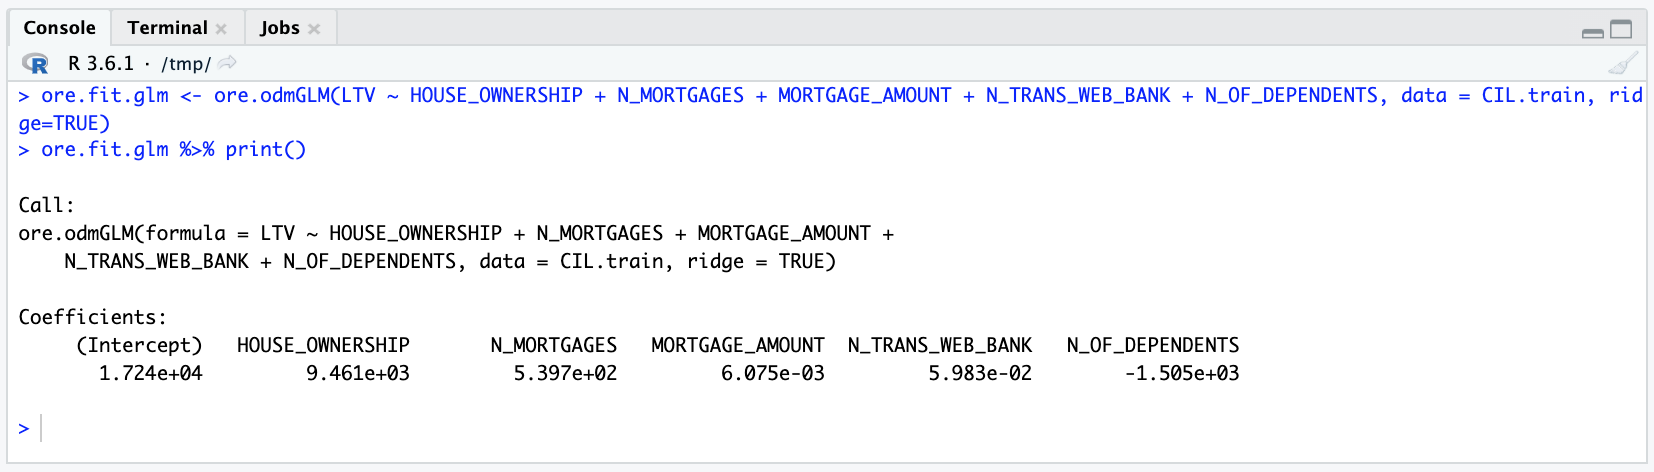 Console Terminal Jobs
R R 3.6.1 · /tmp/
> ore.fit.glm <- ore.odmGLM(LTV ~ HOUSE_OWNERSHIP + N_MORTGAGES + MORTGAGE_AMOUNT + N_TRANS_WEB_BANK + N_OF_DEPENDENTS, data = CIL.train, rid
ge=TRUE)
> ore.fit.glm %>% print()
Call:
ore.odmGLM(formula = LTV ~ HOUSE_OWNERSHIP + N_MORTGAGES + MORTGAGE_AMOUNT +
    N_TRANS_WEB_BANK + N_OF_DEPENDENTS, data = CIL.train, ridge = TRUE)
Coefficients:
     (Intercept)   HOUSE_OWNERSHIP       N_MORTGAGES   MORTGAGE_AMOUNT  N_TRANS_WEB_BANK   N_OF_DEPENDENTS
       1.724e+04         9.461e+03         5.397e+02         6.075e-03         5.983e-02        -1.505e+03
>